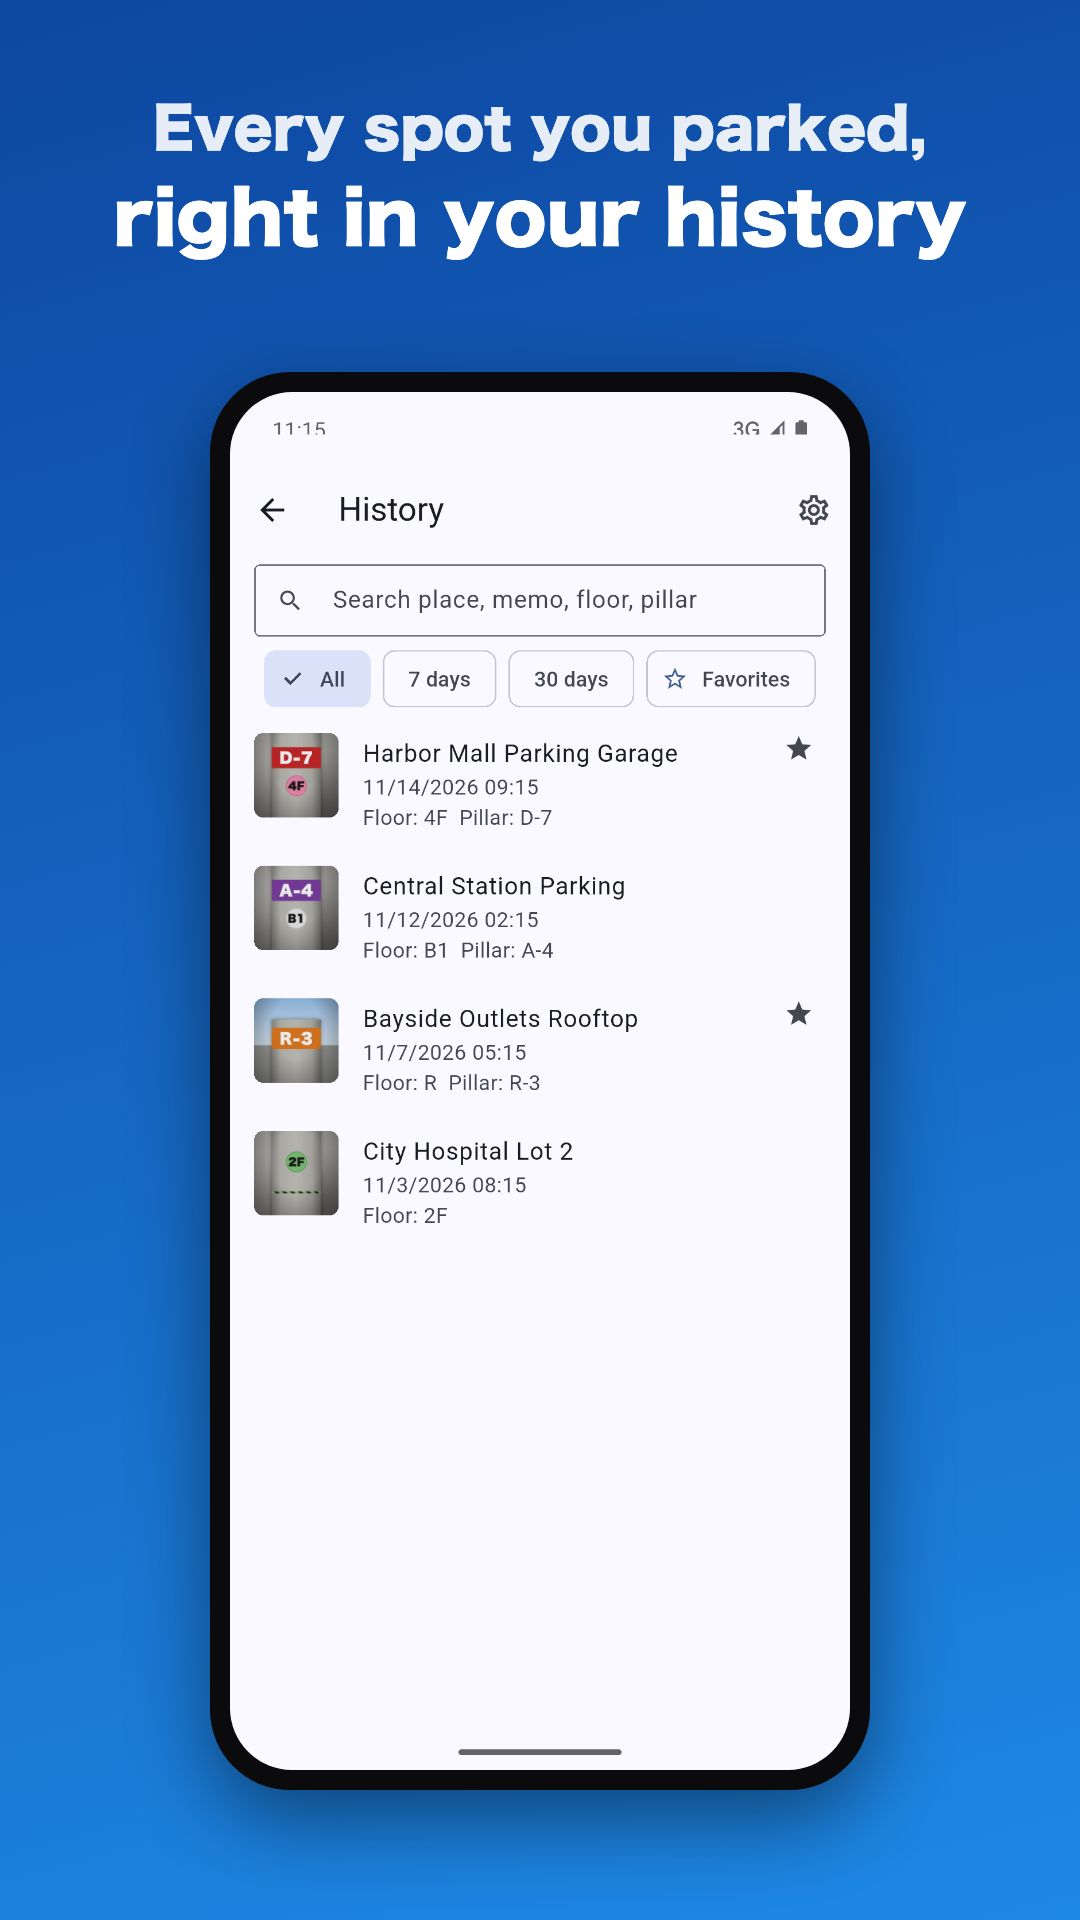 Every spot you parked,
right in your history
11:15
3G
History
Search place, memo, floor, pillar
All
7 days
30 days
Favorites
D-7
4F
Harbor Mall Parking Garage
11/14/2026 09:15
Floor: 4F  Pillar: D-7
A-4
B1
Central Station Parking
11/12/2026 02:15
Floor: B1  Pillar: A-4
R-3
Bayside Outlets Rooftop
11/7/2026 05:15
Floor: R  Pillar: R-3
2F
City Hospital Lot 2
11/3/2026 08:15
Floor: 2F